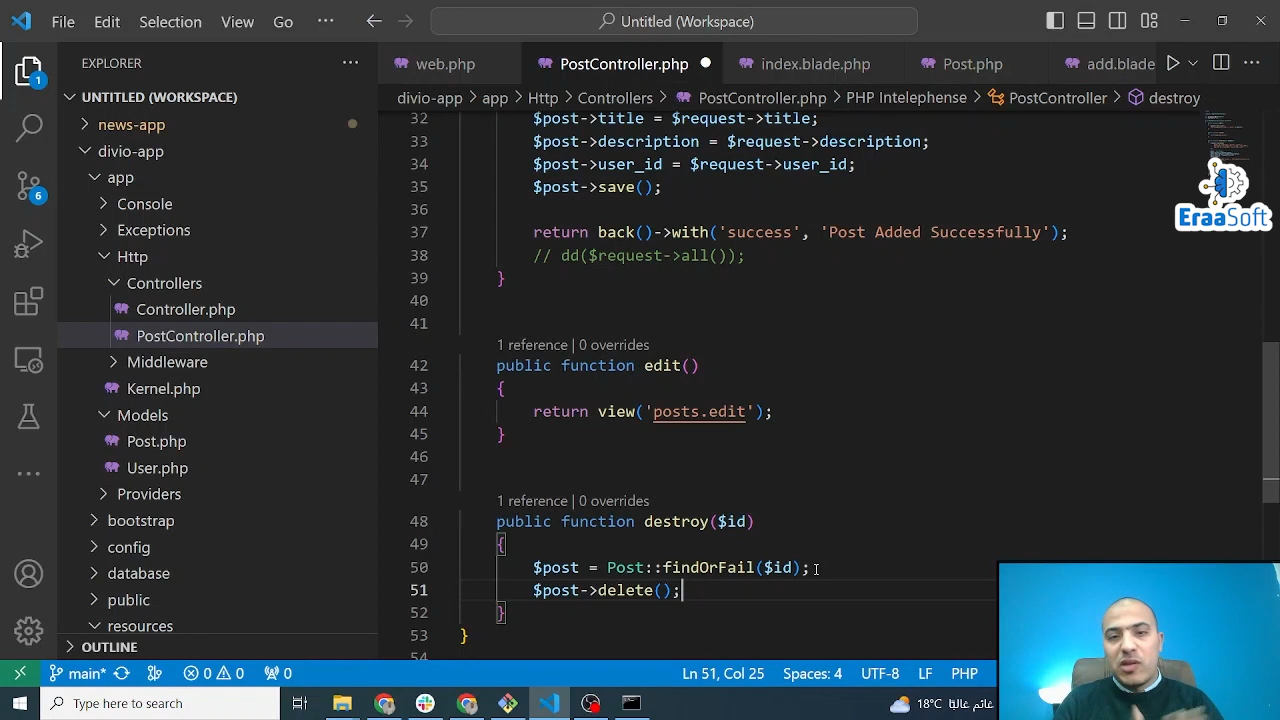 File Edit Selection View Go ··· Untitled (Workspace)
EXPLORER ···
web.php PostController.php index.blade.php Post.php add.blade ···
UNTITLED (WORKSPACE)
divio-app > app > Http > Controllers > PostController.php > PHP Intelephense > PostController > destroy
news-app
divio-app
app
Console
Exceptions
Http
Controllers
Controller.php
PostController.php
Middleware
Kernel.php
Models
Post.php
User.php
Providers
bootstrap
config
database
public
resources
OUTLINE
1
6
32 $post->title = $request->title;
33 $post->description = $request->description;
34 $post->user_id = $request->user_id;
35 $post->save();
36
37 return back()->with('success', 'Post Added Successfully');
38 // dd($request->all());
39 }
40
41
1 reference | 0 overrides
42 public function edit()
43 {
44 return view('posts.edit');
45 }
46
47
1 reference | 0 overrides
48 public function destroy($id)
49 {
50 $post = Post::findOrFail($id);
51 $post->delete();
52 }
53 }
54
EraaSoft
main* 0 0 0 Ln 51, Col 25 Spaces: 4 UTF-8 LF PHP
Type here to search 18°C غائم غالبًا